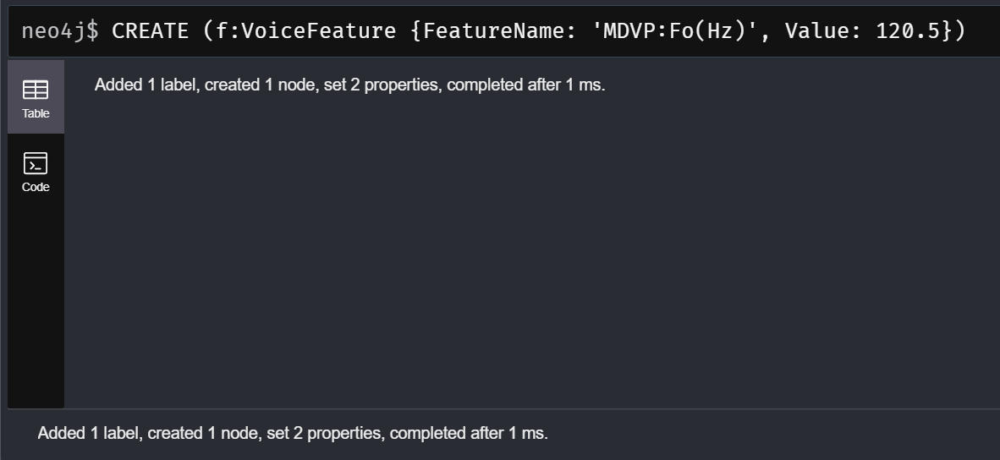 neo4j$ CREATE (f:VoiceFeature {FeatureName: 'MDVP:Fo(Hz)', Value: 120.5})
Added 1 label, created 1 node, set 2 properties, completed after 1 ms.
Table
Code
Added 1 label, created 1 node, set 2 properties, completed after 1 ms.